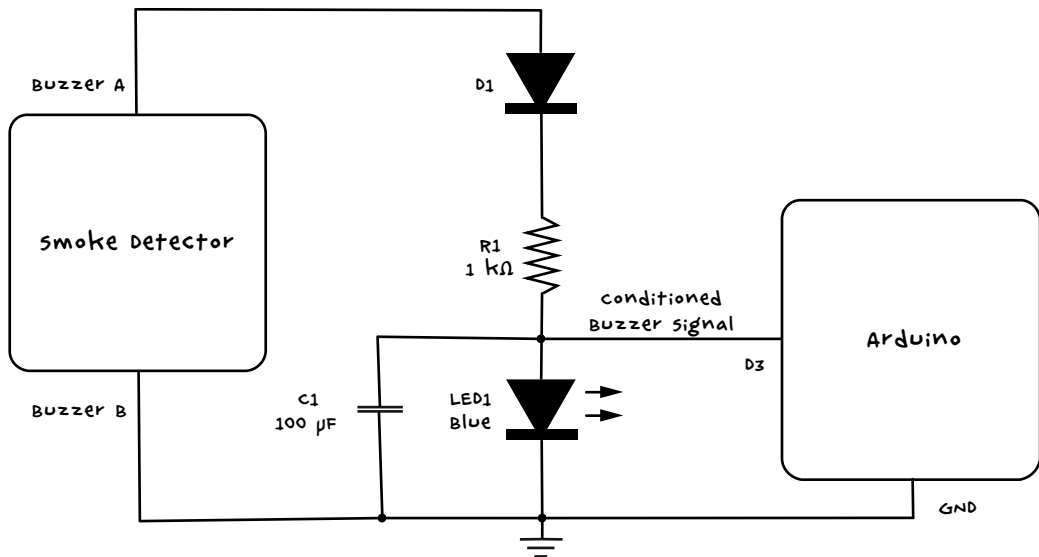 Buzzer A
D1
Smoke Detector
R1
1 kΩ
Conditioned
Buzzer Signal
Arduino
D3
Buzzer B
C1
100 µF
LED1
Blue
GND